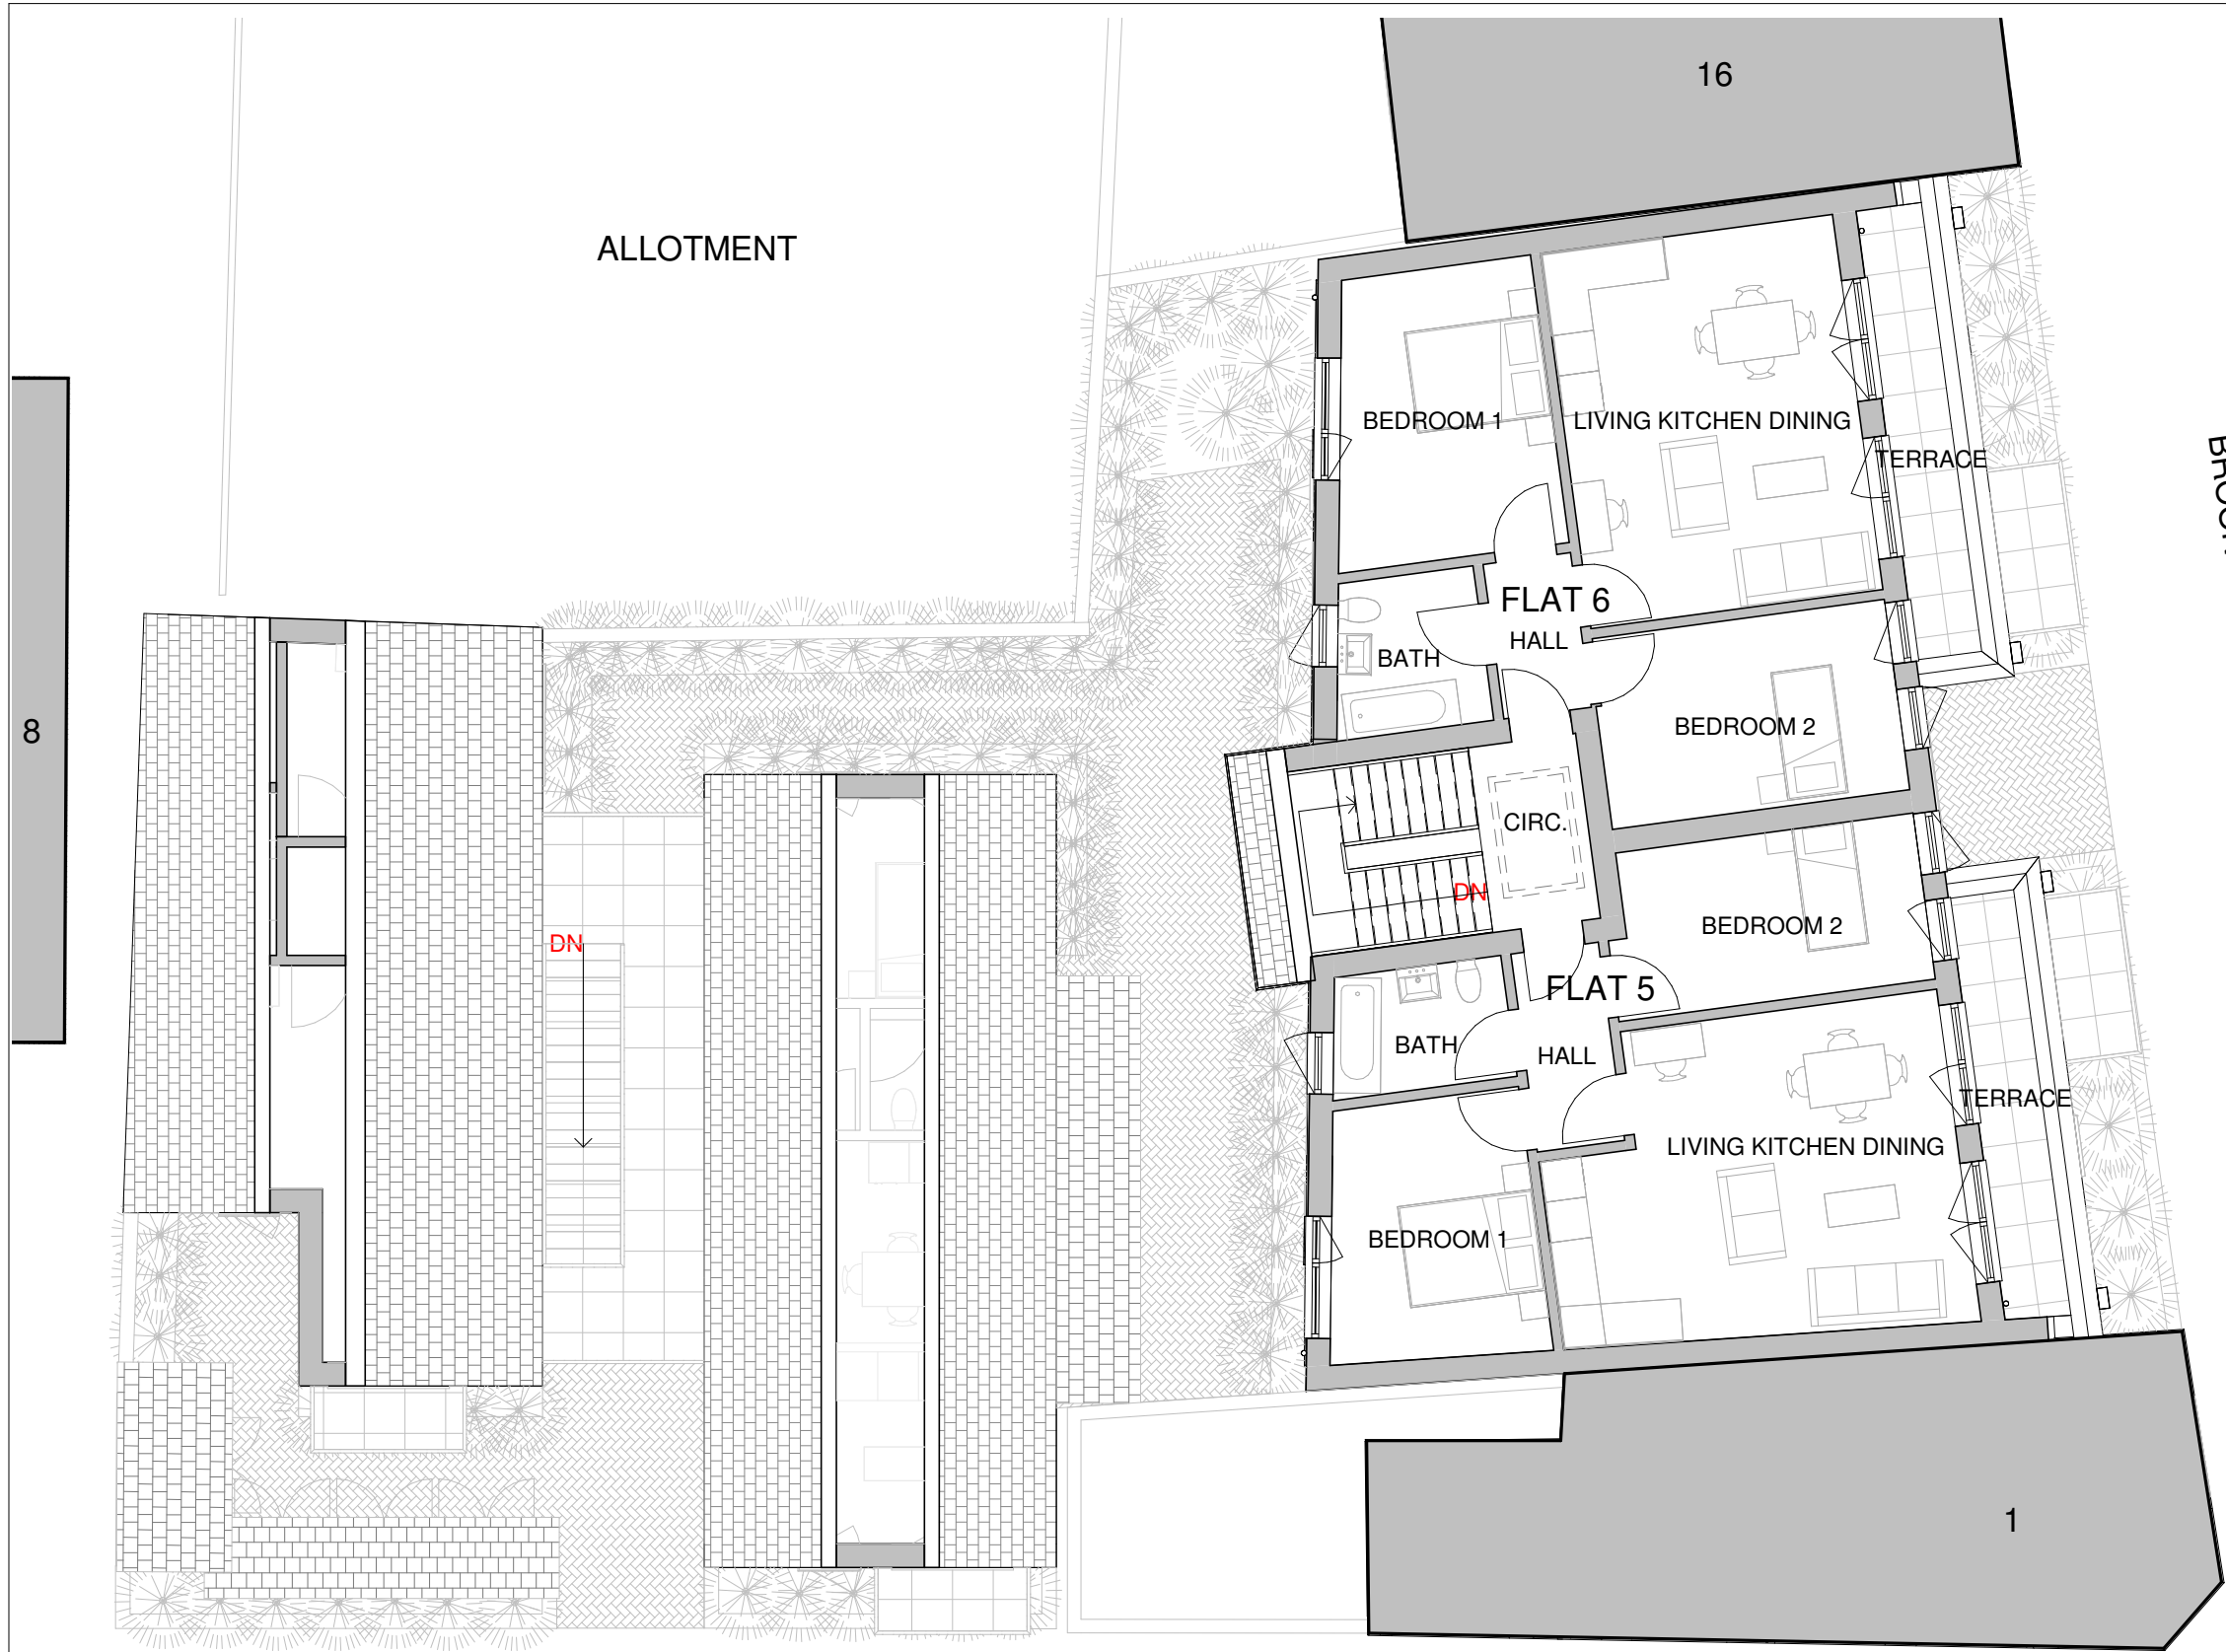 16
ALLOTMENT
BEDROOM 1
LIVING KITCHEN DINING
TERRACE
FLAT 6
HALL
BATH
8
BEDROOM 2
CIRC.
DN
BEDROOM 2
DN
FLAT 5
BATH
HALL
TERRACE
LIVING KITCHEN DINING
BEDROOM 1
1